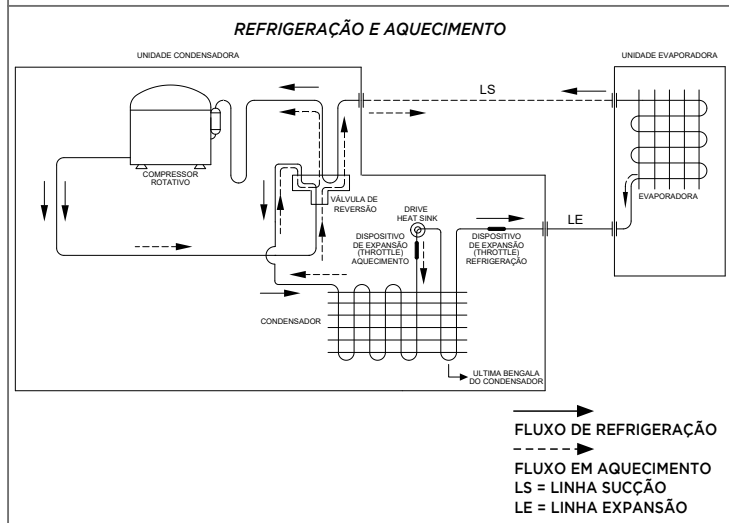 REFRIGERAÇÃO E AQUECIMENTO
UNIDADE CONDENSADORA
UNIDADE EVAPORADORA
LS
COMPRESSOR
ROTATIVO
VÁLVULA DE
REVERSÃO
EVAPORADORA
DRIVE
HEAT SINK
LE
DISPOSITIVO
DE EXPANSÃO
(THROTTLE)
AQUECIMENTO
DISPOSITIVO
DE EXPANSÃO
(THROTTLE)
REFRIGERAÇÃO
CONDENSADOR
ULTIMA BENGALA
DO CONDENSADOR
FLUXO DE REFRIGERAÇÃO
FLUXO EM AQUECIMENTO
LS = LINHA SUCÇÃO
LE = LINHA EXPANSÃO